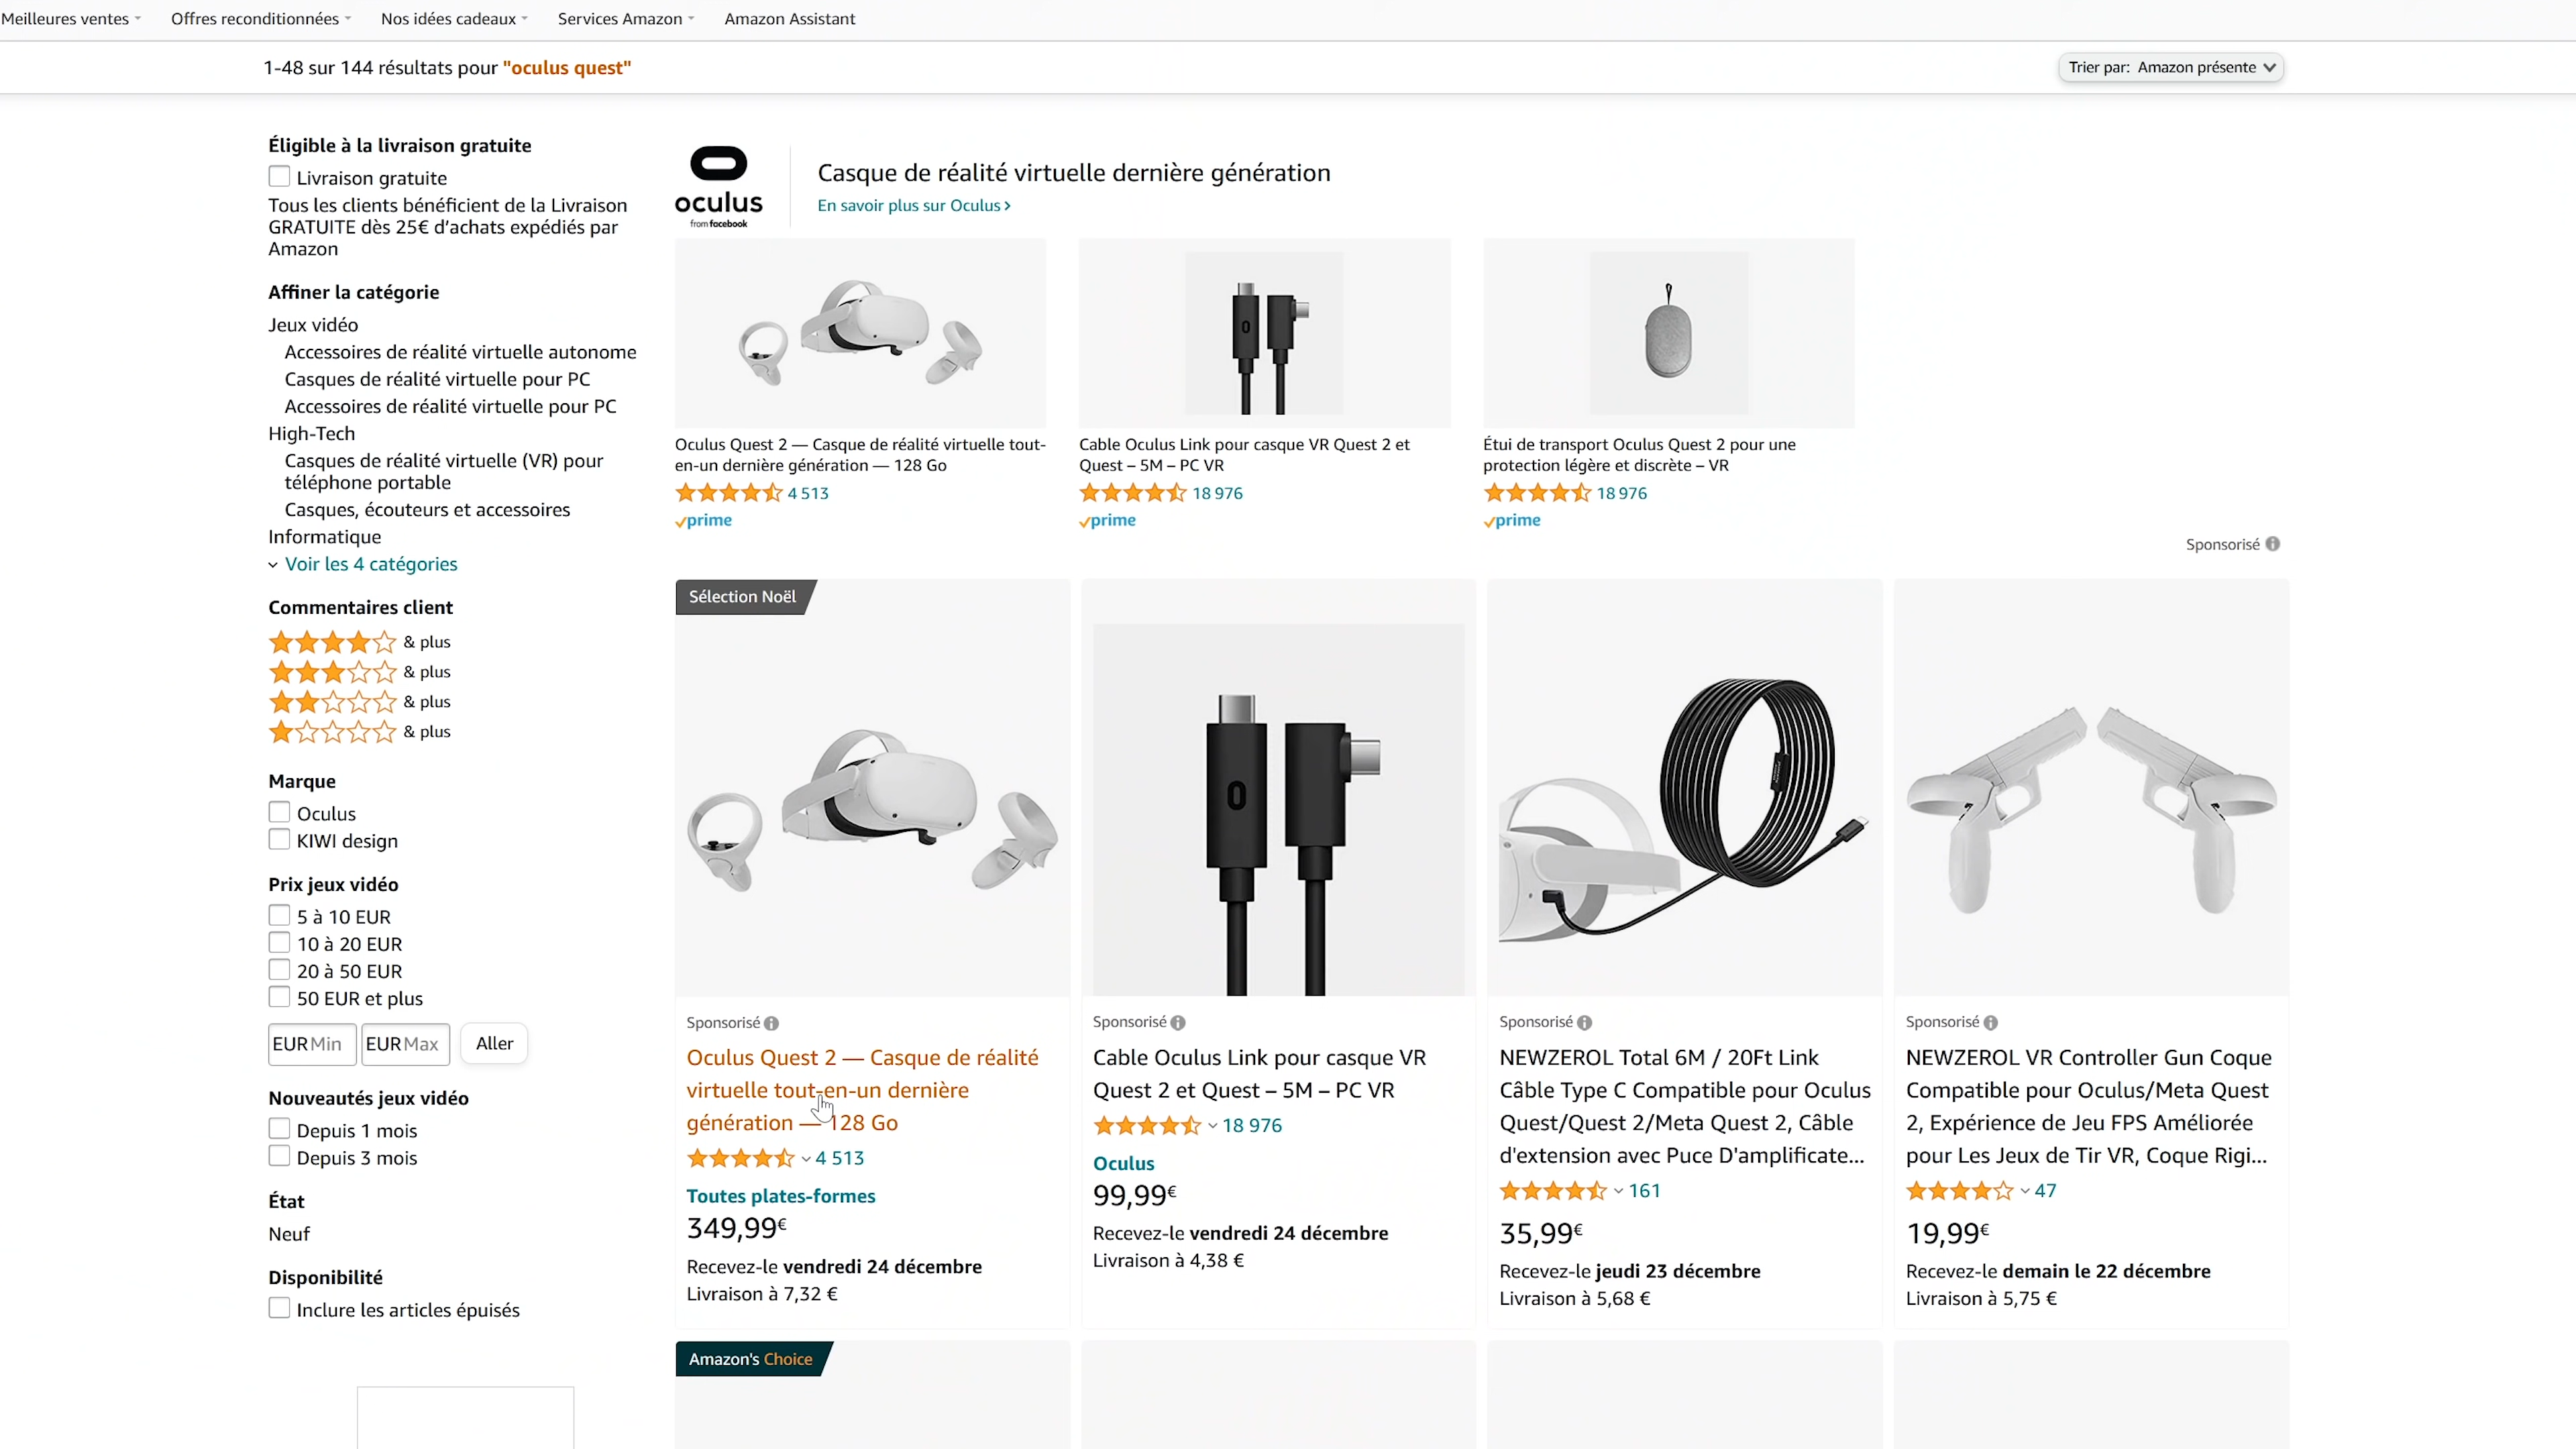 Meilleures ventes
Offres reconditionnées
Nos idées cadeaux
Services Amazon
Amazon Assistant
1-48 sur 144 résultats pour "oculus quest"
Trier par: Amazon présente
Éligible à la livraison gratuite
Livraison gratuite
Tous les clients bénéficient de la Livraison
GRATUITE dès 25€ d’achats expédiés par
Amazon
Affiner la catégorie
Jeux vidéo
Accessoires de réalité virtuelle autonome
Casques de réalité virtuelle pour PC
Accessoires de réalité virtuelle pour PC
High-Tech
Casques de réalité virtuelle (VR) pour
téléphone portable
Casques, écouteurs et accessoires
Informatique
Voir les 4 catégories
Commentaires client
& plus
& plus
& plus
& plus
Marque
Oculus
KIWI design
Prix jeux vidéo
5 à 10 EUR
10 à 20 EUR
20 à 50 EUR
50 EUR et plus
EUR Min
EUR Max
Aller
Nouveautés jeux vidéo
Depuis 1 mois
Depuis 3 mois
État
Neuf
Disponibilité
Inclure les articles épuisés
oculus
from facebook
Casque de réalité virtuelle dernière génération
En savoir plus sur Oculus
Oculus Quest 2 — Casque de réalité virtuelle tout-
en-un dernière génération — 128 Go
4 513
prime
Cable Oculus Link pour casque VR Quest 2 et
Quest – 5M – PC VR
18 976
prime
Étui de transport Oculus Quest 2 pour une
protection légère et discrète – VR
18 976
prime
Sponsorisé
Sélection Noël
Sponsorisé
Oculus Quest 2 — Casque de réalité
virtuelle tout-en-un dernière
génération — 128 Go
4 513
Toutes plates-formes
349,99€
Recevez-le vendredi 24 décembre
Livraison à 7,32 €
Sponsorisé
Cable Oculus Link pour casque VR
Quest 2 et Quest – 5M – PC VR
18 976
Oculus
99,99€
Recevez-le vendredi 24 décembre
Livraison à 4,38 €
Sponsorisé
NEWZEROL Total 6M / 20Ft Link
Câble Type C Compatible pour Oculus
Quest/Quest 2/Meta Quest 2, Câble
d'extension avec Puce D'amplificate...
161
35,99€
Recevez-le jeudi 23 décembre
Livraison à 5,68 €
Sponsorisé
NEWZEROL VR Controller Gun Coque
Compatible pour Oculus/Meta Quest
2, Expérience de Jeu FPS Améliorée
pour Les Jeux de Tir VR, Coque Rigi...
47
19,99€
Recevez-le demain le 22 décembre
Livraison à 5,75 €
Amazon's Choice